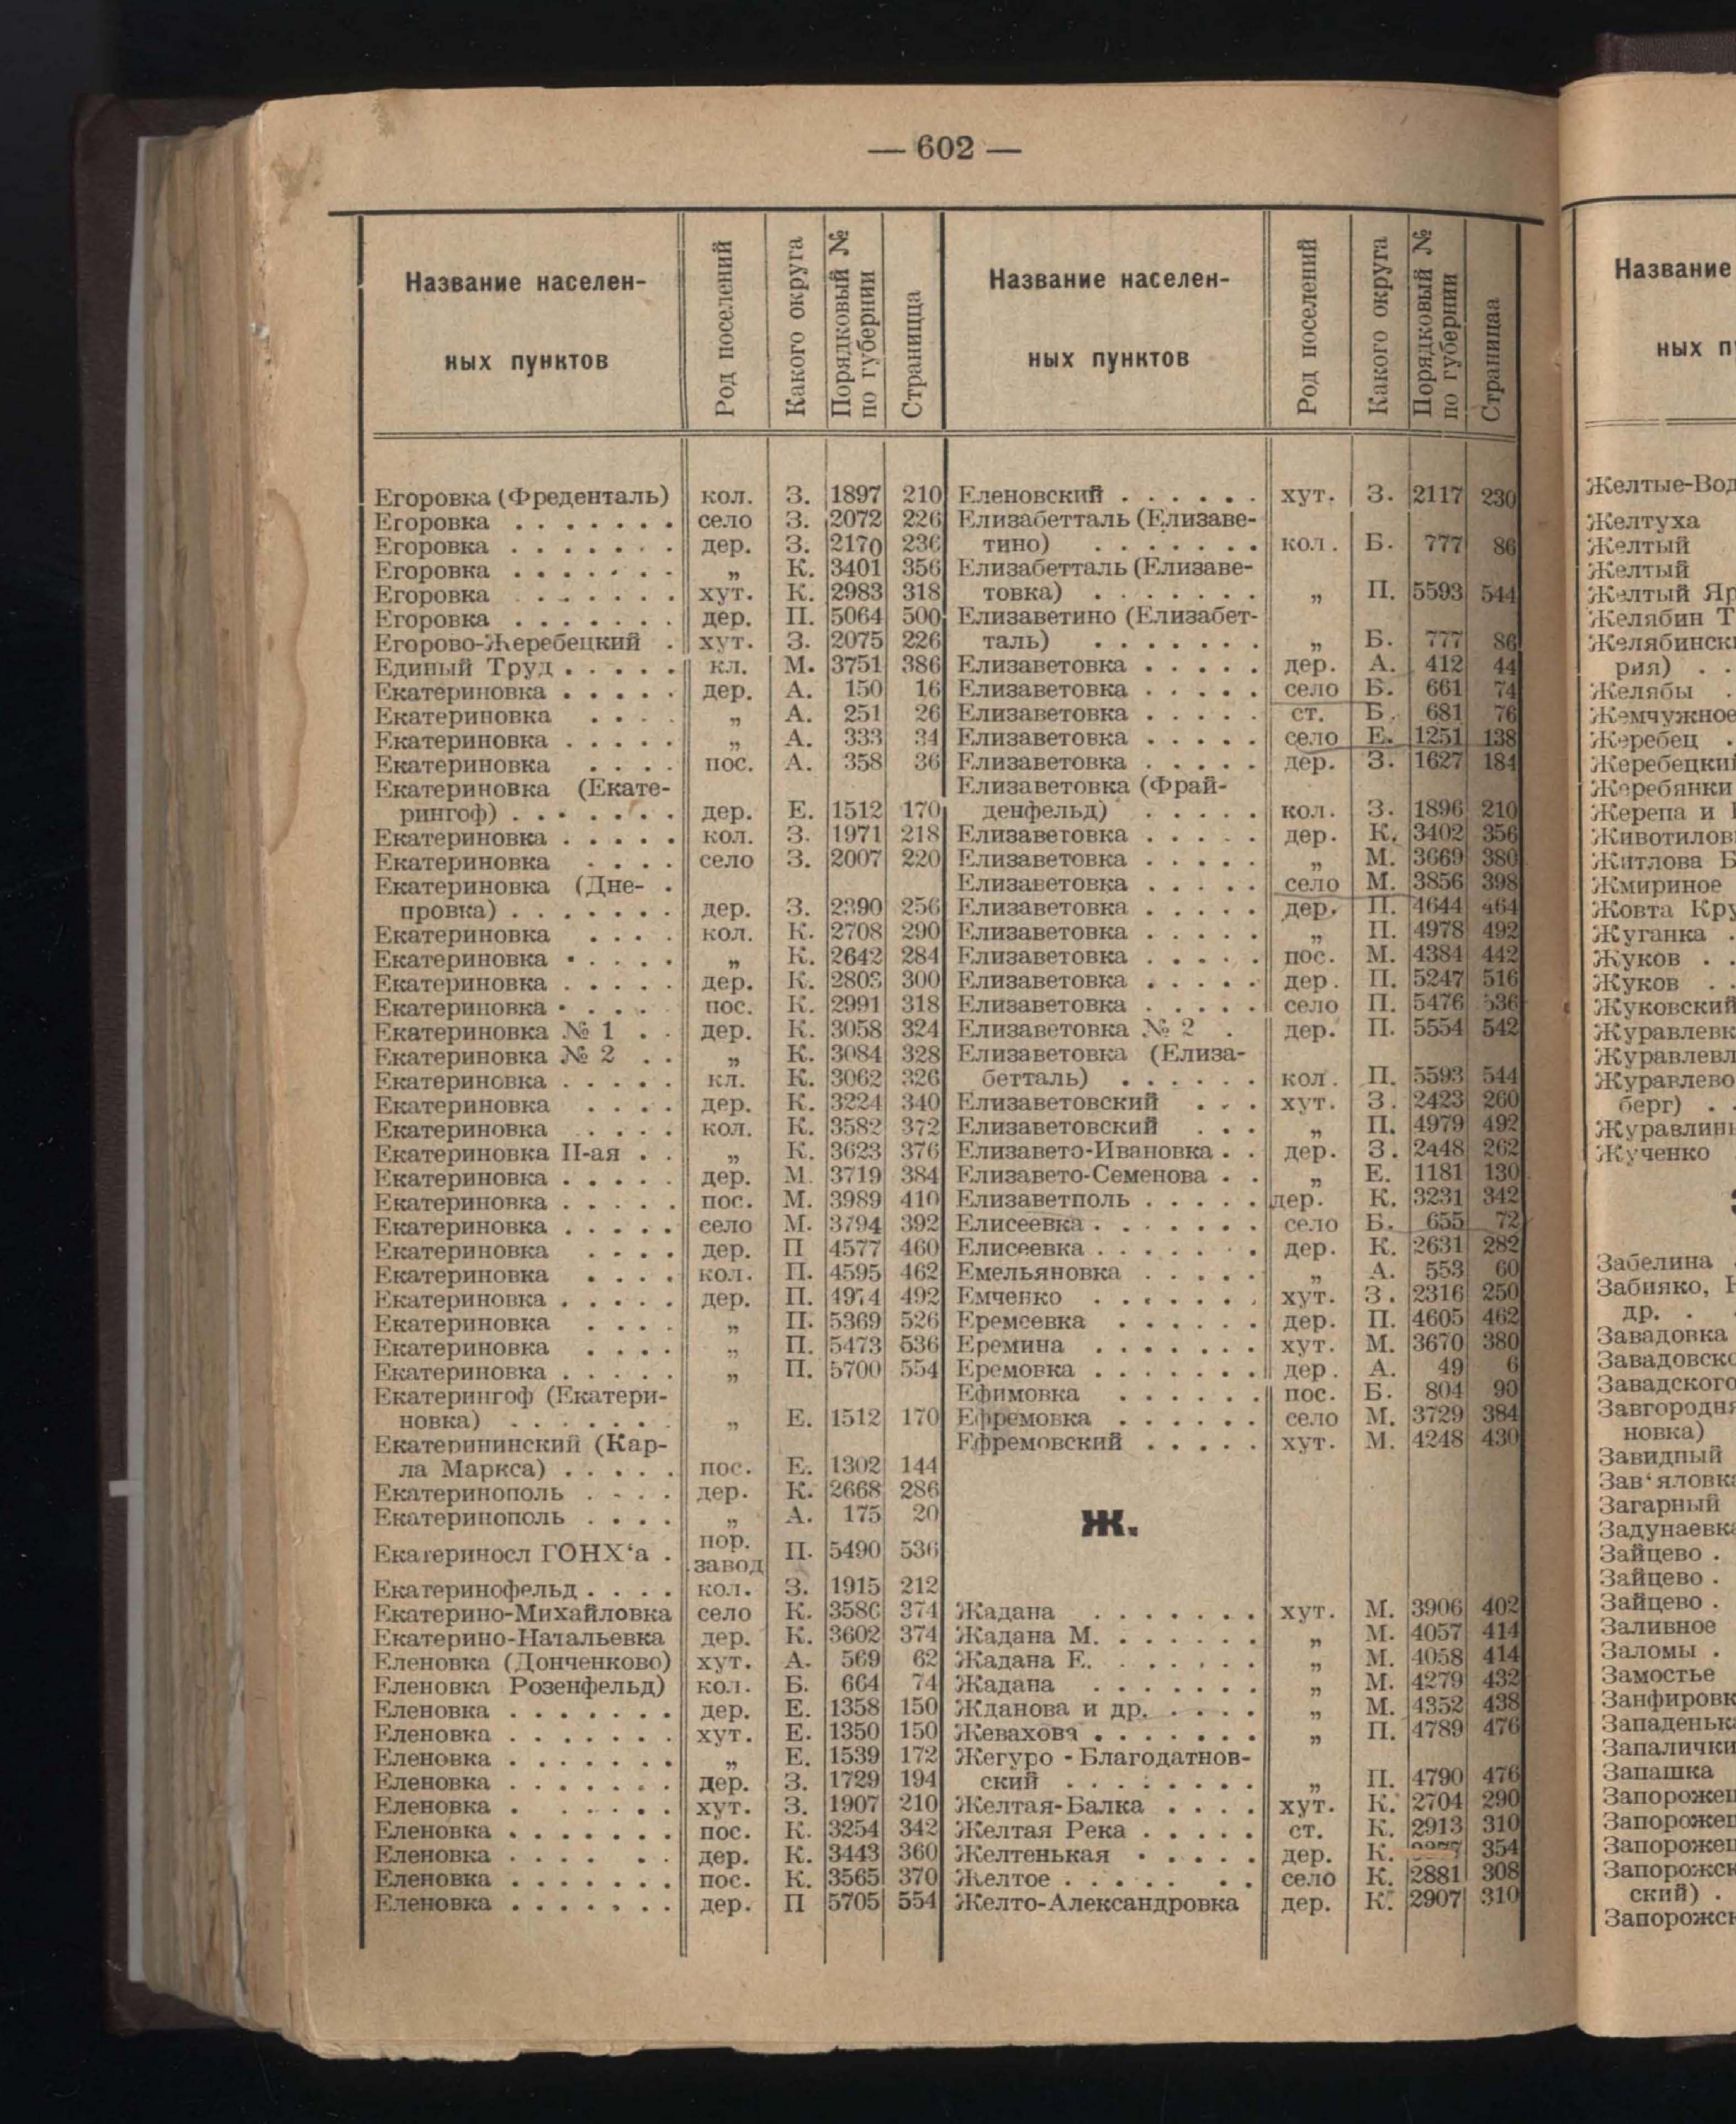 — 602 —
Название населен-
ных пунктов
Род поселений
Какого округа
Порядковый №
по губернии
Страницца
Название населен-
ных пунктов
Род поселений
Какого округа
Порядковый №
по губернии
Страницаа
Егоровка (Фреденталь) кол. З. 1897 210
Егоровка . . . . . . . село З. 2072 226
Егоровка . . . . . . . дер. З. 2170 236
Егоровка . . . . . . . „ К. 3401 356
Егоровка . . . . . . . хут. К. 2983 318
Егоровка . . . . . . . дер. П. 5064 500
Егорово-Жеребецкий . хут. З. 2075 226
Единый Труд . . . . . кл. М. 3751 386
Екатериновка . . . . . дер. А. 150 16
Екатериновка . . . . „ А. 251 26
Екатериновка . . . . . „ А. 333 34
Екатериновка . . . . пос. А. 358 36
Екатериновка (Екате-
рингоф) . . . . . . . дер. Е. 1512 170
Екатериновка . . . . . кол. З. 1971 218
Екатериновка . . . . село З. 2007 220
Екатериновка (Дне- .
провка) . . . . . . . дер. З. 2390 256
Екатериновка . . . . кол. К. 2708 290
Екатериновка . . . . . „ К. 2642 284
Екатериновка . . . . . дер. К. 2803 300
Екатериновка . . . . . пос. К. 2991 318
Екатериновка № 1 . . дер. К. 3058 324
Екатериновка № 2 . . „ К. 3084 328
Екатериновка . . . . . кл. К. 3062 326
Екатериновка . . . . дер. К. 3224 340
Екатериновка . . . . кол. К. 3582 372
Екатериновка II-ая . . „ К. 3623 376
Екатериновка . . . . . дер. М. 3719 384
Екатериновка . . . . . пос. М. 3989 410
Екатериновка . . . . . село М. 3794 392
Екатериновка . . . . дер. П 4577 460
Екатериновка . . . . кол. П. 4595 462
Екатериновка . . . . . дер. П. 4974 492
Екатериновка . . . . „ П. 5369 526
Екатериновка . . . . „ П. 5473 536
Екатериновка . . . . . „ П. 5700 554
Екатерингоф (Екатери-
новка) . . . . . . . „ Е. 1512 170
Екатерининский (Кар-
ла Маркса) . . . . . пос. Е. 1302 144
Екатеринополь . . . . дер. К. 2668 286
Екатеринополь . . . . „ А. 175 20
Екатеринosл ГОНХ‘а . пор. завод П. 5490 536
Екатеринофельд . . . . кол. З. 1915 212
Екатерино-Михайловка село К. 3586 374
Екатерино-Натальевка дер. К. 3602 374
Еленовка (Донченково) хут. А. 569 62
Еленовка Розенфельд) кол. Б. 664 74
Еленовка . . . . . . . дер. Е. 1358 150
Еленовка . . . . . . . хут. Е. 1350 150
Еленовка . . . . . . . „ Е. 1539 172
Еленовка . . . . . . . дер. З. 1729 194
Еленовка . . . . . . хут. З. 1907 210
Еленовка . . . . . . . пос. К. 3254 342
Еленовка . . . . . . дер. К. 3443 360
Еленовка . . . . . . . пос. К. 3565 370
Еленовка . . . . . . . дер. П 5705 554
Еленовский . . . . . . хут. З. 2117 230
Елизабетталь (Елизаве-
тино) . . . . . . . кол. Б. 777 86
Елизабетталь (Елизаве-
товка) . . . . . . . „ П. 5593 544
Елизаветино (Елизабет-
таль) . . . . . . . „ Б. 777 86
Елизаветовка . . . . . дер. А. 412 44
Елизаветовка . . . . . село Б. 661 74
Елизаветовка . . . . . ст. Б. 681 76
Елизаветовка . . . . . село Е. 1251 138
Елизаветовка . . . . . дер. З. 1627 184
Елизаветовка (Фрай-
денфельд) . . . . . кол. З. 1896 210
Елизаветовка . . . . . дер. К. 3402 356
Елизаветовка . . . . . „ М. 3669 380
Елизаветовка . . . . . село М. 3856 398
Елизаветовка . . . . . дер. П. 4644 464
Елизаветовка . . . . . „ П. 4978 492
Елизаветовка . . . . . пос. М. 4384 442
Елизаветовка . . . . . дер. П. 5247 516
Елизаветовка . . . . . село П. 5476 536
Елизаветовка № 2 . дер. П. 5554 542
Елизаветовка (Елиза-
бетталь) . . . . . . кол. П. 5593 544
Елизаветовский . . . хут. З. 2423 260
Елизаветовский . . . „ П. 4979 492
Елизавето-Ивановка . . дер. З. 2448 262
Елизавето-Семенова . . „ Е. 1181 130
Елизаветполь . . . . . дер. К. 3231 342
Елисеевка . . . . . . . село Б. 655 72
Елисеевка . . . . . . . дер. К. 2631 282
Емельяновка . . . . . „ А. 553 60
Емченко . . . . . . . хут. З. 2316 250
Еремсевка . . . . . . дер. П. 4605 462
Еремина . . . . . . . хут. М. 3670 380
Еремовка . . . . . . . дер. А. 49 6
Ефимовка . . . . . . пос. Б. 804 90
Ефремовка . . . . . . село М. 3729 384
Ефремовский . . . . . хут. М. 4248 430
Ж.
Жадана . . . . . . . хут. М. 3906 402
Жадана М. . . . . . . „ М. 4057 414
Жадана Е. . . . . . . „ М. 4058 414
Жадана . . . . . . . „ М. 4279 432
Жданова и др. . . . . „ М. 4352 438
Жевахова . . . . . . . „ П. 4789 476
Жегуро - Благодатнов-
ский . . . . . . . . „ П. 4790 476
Желтая-Балка . . . . хут. К. 2704 290
Желтая Река . . . . . ст. К. 2913 310
Желтенькая . . . . . дер. К. 354
Желтое . . . . . . . село К. 2881 308
Желто-Александровка дер. К. 2907 310
Название
ных п
Желтые-Вод
Желтуха
Желтый
Желтый
Желтый Яр
Желябин Т
Желябинск
рия) . .
Желябы .
Жемчужное
Жеребец .
Жеребецкий
Жеребянки
Жерепа и
Животилов
Житлова Б
Жмириное
Жовта Кру
Жуганка .
Жуков . .
Жуков . .
Жуковский
Журавлевк
Журавлевл
Журавлево
берг) . .
Журавлинь
Жученко
Забелина
Забияко,
др. .
Завадовка
Завадовско
Завадского
Завгородня
новка)
Завидный
Зав‘яловка
Загарный
Задунаевка
Зайцево .
Зайцево .
Зайцево .
Заливное
Заломы .
Замостье
Занфировк
Западенька
Запалички
Запашка
Запорожец
Запорожец
Запорожец
Запорожск
ский) .
Запорожск